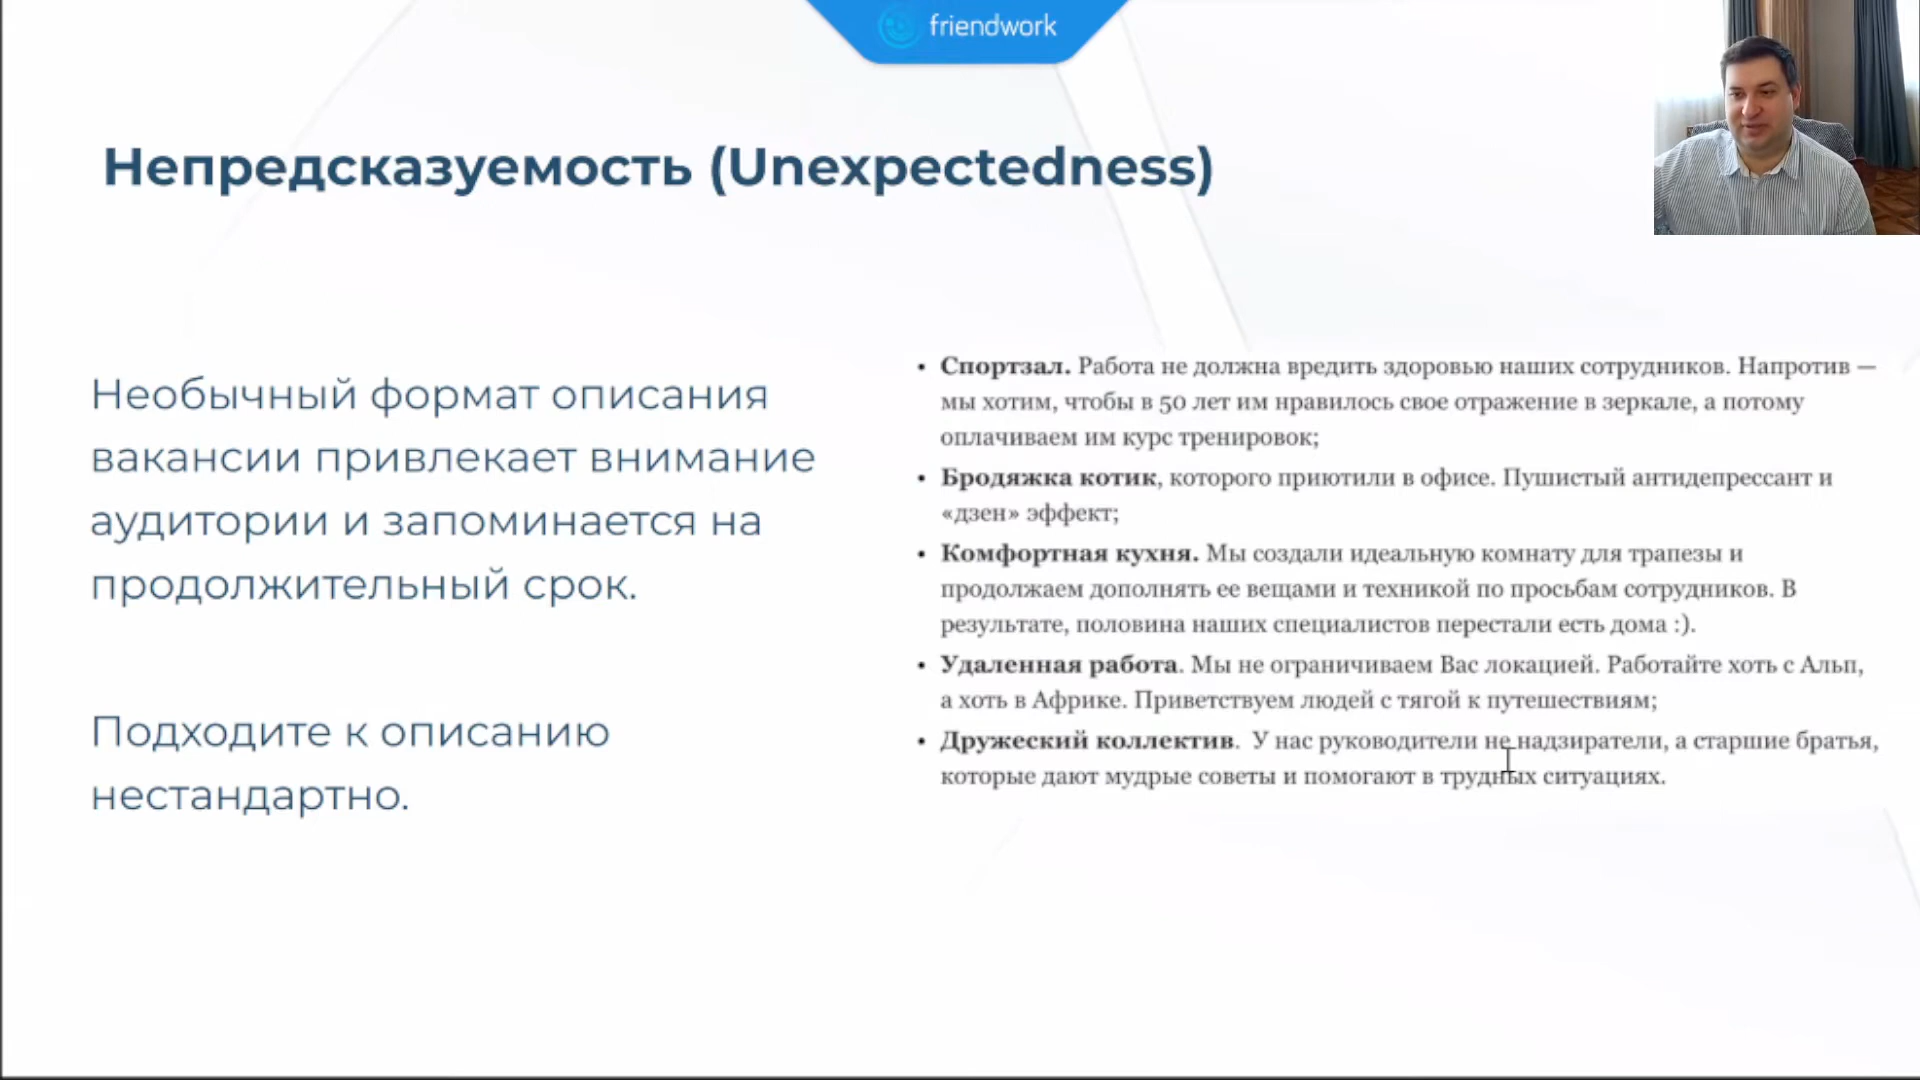 friendwork
Непредсказуемость (Unexpectedness)
Необычный формат описания
вакансии привлекает внимание
аудитории и запоминается на
продолжительный срок.
Подходите к описанию
нестандартно.
• Спортзал. Работа не должна вредить здоровью наших сотрудников. Напротив —
мы хотим, чтобы в 50 лет им нравилось свое отражение в зеркале, а потому
оплачиваем им курс тренировок;
• Бродяжка котик, которого приютили в офисе. Пушистый антидепрессант и
«дзен» эффект;
• Комфортная кухня. Мы создали идеальную комнату для трапезы и
продолжаем дополнять ее вещами и техникой по просьбам сотрудников. В
результате, половина наших специалистов перестали есть дома :).
• Удаленная работа. Мы не ограничиваем Вас локацией. Работайте хоть с Альп,
а хоть в Африке. Приветствуем людей с тягой к путешествиям;
• Дружеский коллектив. У нас руководители не надзиратели, а старшие братья,
которые дают мудрые советы и помогают в трудных ситуациях.